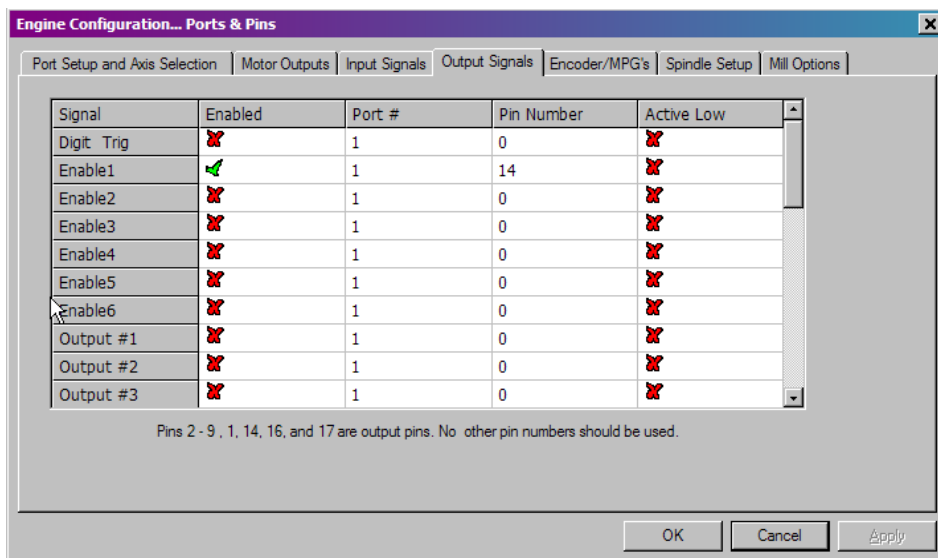 Engine Configuration... Ports & Pins
Port Setup and Axis Selection Motor Outputs Input Signals Output Signals Encoder/MPG's Spindle Setup Mill Options
Signal Enabled Port # Pin Number Active Low
Digit Trig 1 0
Enable1 1 14
Enable2 1 0
Enable3 1 0
Enable4 1 0
Enable5 1 0
Enable6 1 0
Output #1 1 0
Output #2 1 0
Output #3 1 0
Pins 2 - 9 , 1, 14, 16, and 17 are output pins. No other pin numbers should be used.
OK Cancel Apply